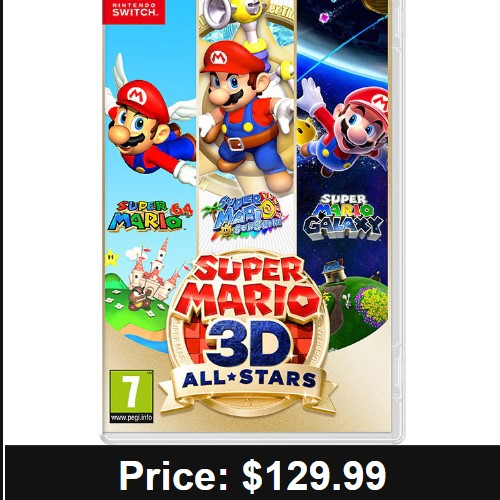 NINTENDO
SWITCH.
SUPER
MARIO 64
SUPER
MARIO
SUNSHINE
SUPER
MARIO
GALAXY
SUPER
MARIO
3D
ALL★STARS
7
www.pegi.info
Price: $129.99